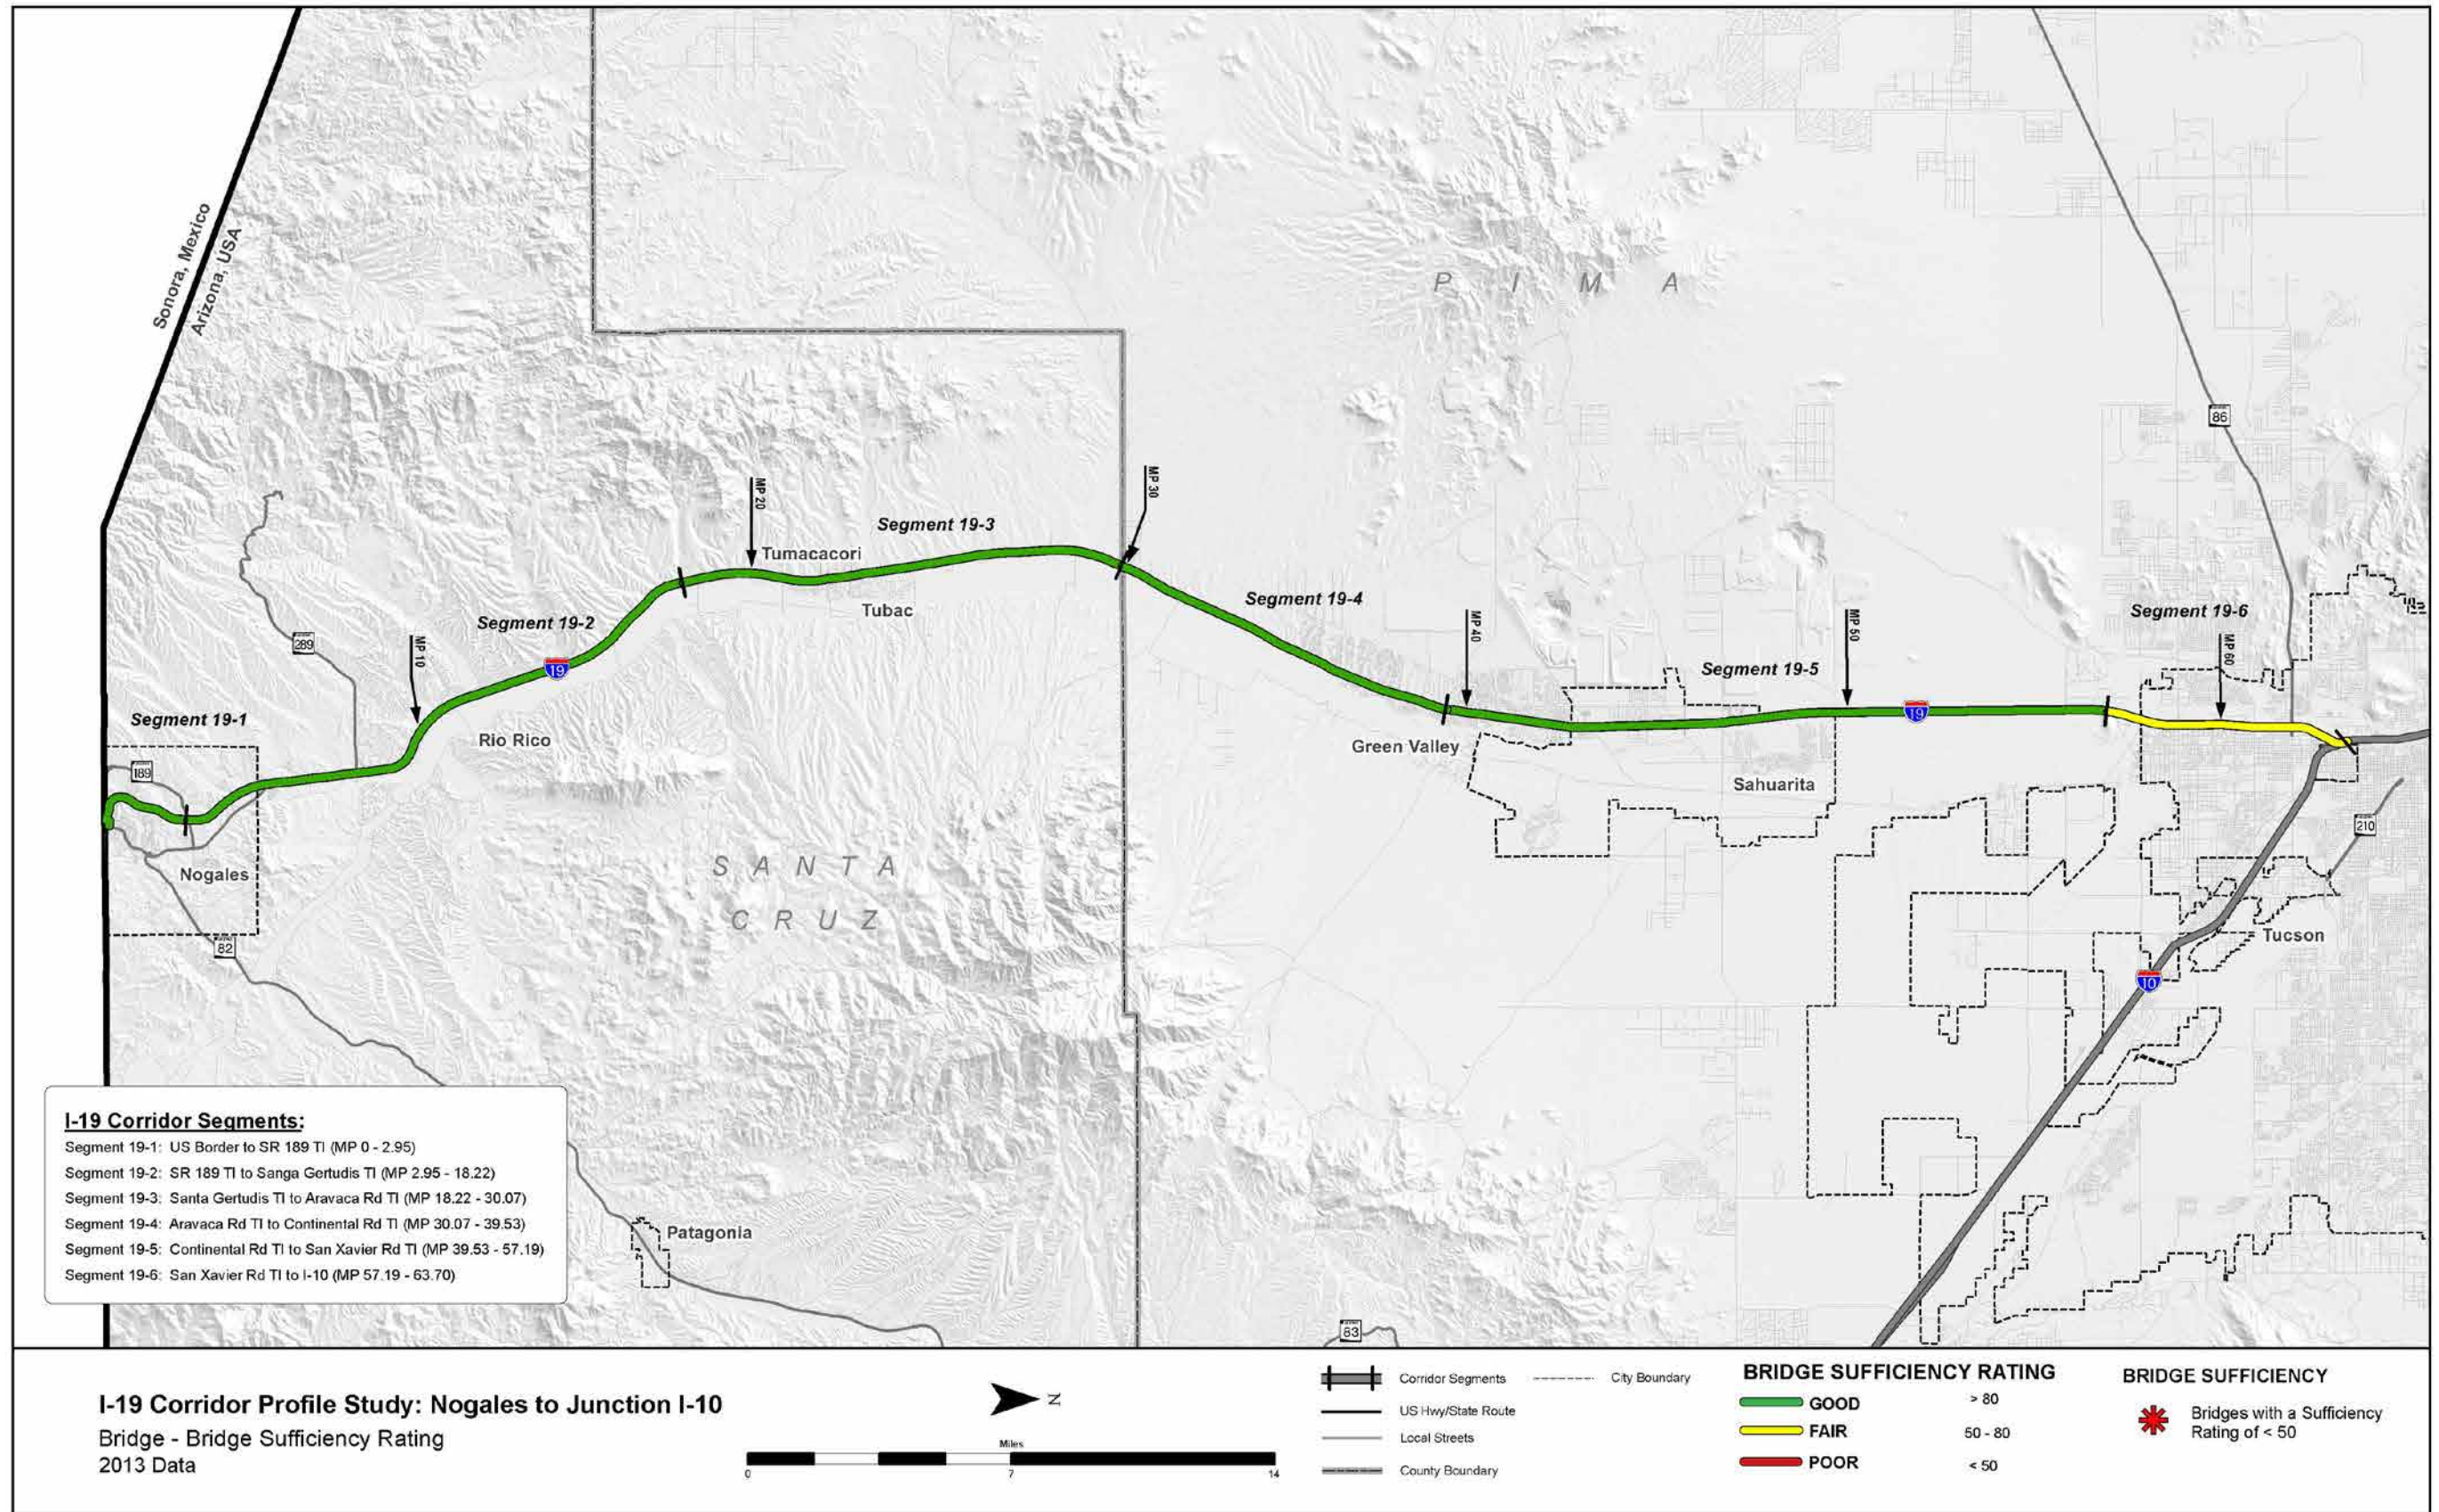 Sonora, Mexico
Arizona, USA
P I M A
86
MP 20
MP 30
Segment 19-3
Tumacacori
Tubac
Segment 19-4
Segment 19-2
289
MP 10
19
MP 40
MP 50
Segment 19-6
MP 60
Segment 19-5
19
Segment 19-1
Rio Rico
Green Valley
189
Sahuarita
210
Nogales
SANTA
CRUZ
82
Tucson
10
I-19 Corridor Segments:
Segment 19-1: US Border to SR 189 TI (MP 0 - 2.95)
Segment 19-2: SR 189 TI to Sanga Gertudis TI (MP 2.95 - 18.22)
Segment 19-3: Santa Gertudis TI to Aravaca Rd TI (MP 18.22 - 30.07)
Segment 19-4: Aravaca Rd TI to Continental Rd TI (MP 30.07 - 39.53)
Segment 19-5: Continental Rd TI to San Xavier Rd TI (MP 39.53 - 57.19)
Segment 19-6: San Xavier Rd TI to I-10 (MP 57.19 - 63.70)
Patagonia
83
I-19 Corridor Profile Study: Nogales to Junction I-10
Bridge - Bridge Sufficiency Rating
2013 Data
N
Miles
0 7 14
Corridor Segments
US Hwy/State Route
Local Streets
County Boundary
City Boundary
BRIDGE SUFFICIENCY RATING
GOOD > 80
FAIR 50 - 80
POOR < 50
BRIDGE SUFFICIENCY
Bridges with a Sufficiency
Rating of < 50